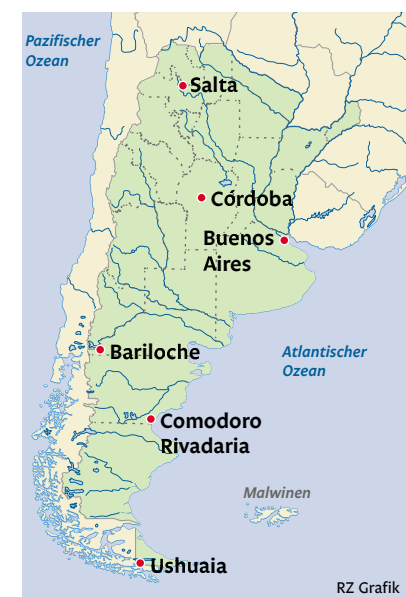 Pazifischer
Ozean
Salta
Córdoba
Buenos
Aires
Bariloche
Atlantischer
Ozean
Comodoro
Rivadaria
Malwinen
Ushuaia
RZ Grafik